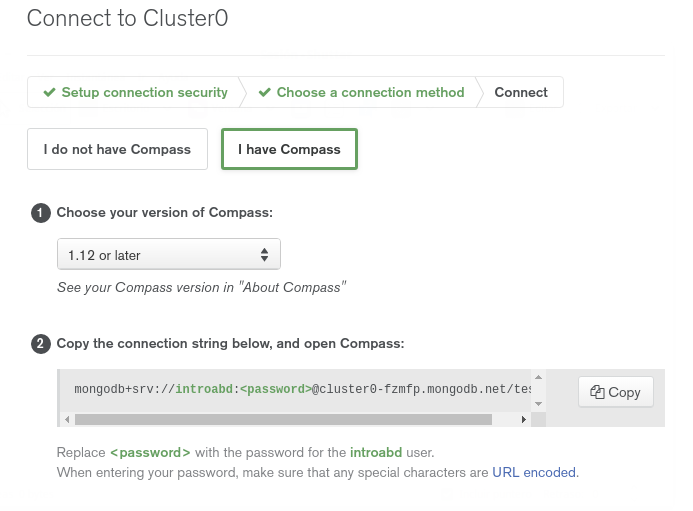 Connect to Cluster0
Setup connection security
Choose a connection method
Connect
I do not have Compass
I have Compass
1 Choose your version of Compass:
1.12 or later
See your Compass version in "About Compass"
2 Copy the connection string below, and open Compass:
mongodb+srv://introabd:<password>@cluster0-fzmfp.mongodb.net/tes
Copy
Replace <password> with the password for the introabd user.
When entering your password, make sure that any special characters are URL encoded.